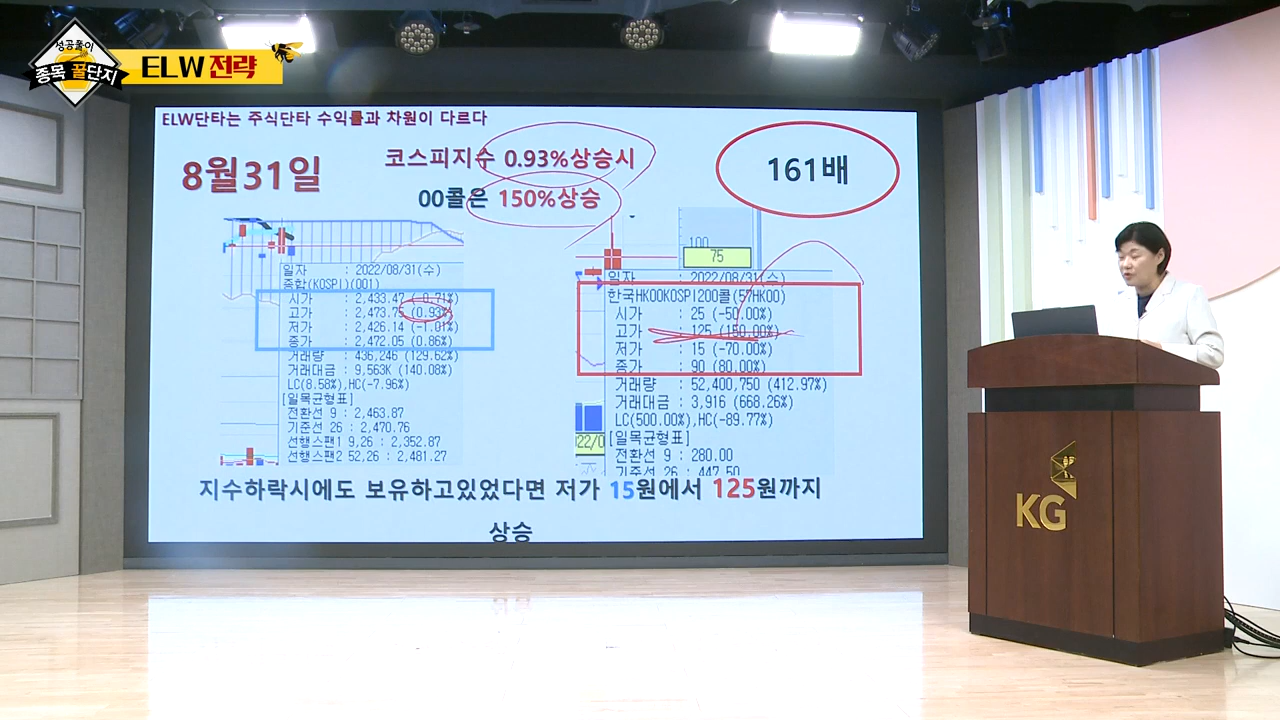 성공풀이
종목 꿀단지
ELW전략
ELW단타는 주식단타 수익률과 차원이 다르다
8월31일
코스피지수 0.93%상승시
00콜은 150%상승
161배
일자 : 2022/08/31(수)
종합(KOSPI)(001)
시가 : 2,433.47 (-0.71%)
고가 : 2,473.75 (0.93%)
저가 : 2,426.14 (-1.01%)
종가 : 2,472.05 (0.86%)
거래량 : 436,246 (129.62%)
거래대금 : 9,563K (140.08%)
LC(8.58%),HC(-7.96%)
[일목균형표]
전환선 9 : 2,463.87
기준선 26 : 2,470.76
선행스팬1 9,26 : 2,352.87
선행스팬2 52,26 : 2,481.27
100
75
일자 : 2022/08/31(수)
한국HK00KOSPI200콜(57HK00)
시가 : 25 (-50.00%)
고가 : 125 (150.00%)
저가 : 15 (-70.00%)
종가 : 90 (80.00%)
거래량 : 52,400,750 (412.97%)
거래대금 : 3,916 (668.26%)
LC(500.00%),HC(-89.77%)
22/0
[일목균형표]
전환선 9 : 280.00
기준선 26 : 447.50
지수하락시에도 보유하고있었다면 저가 15원에서 125원까지
상승
KG